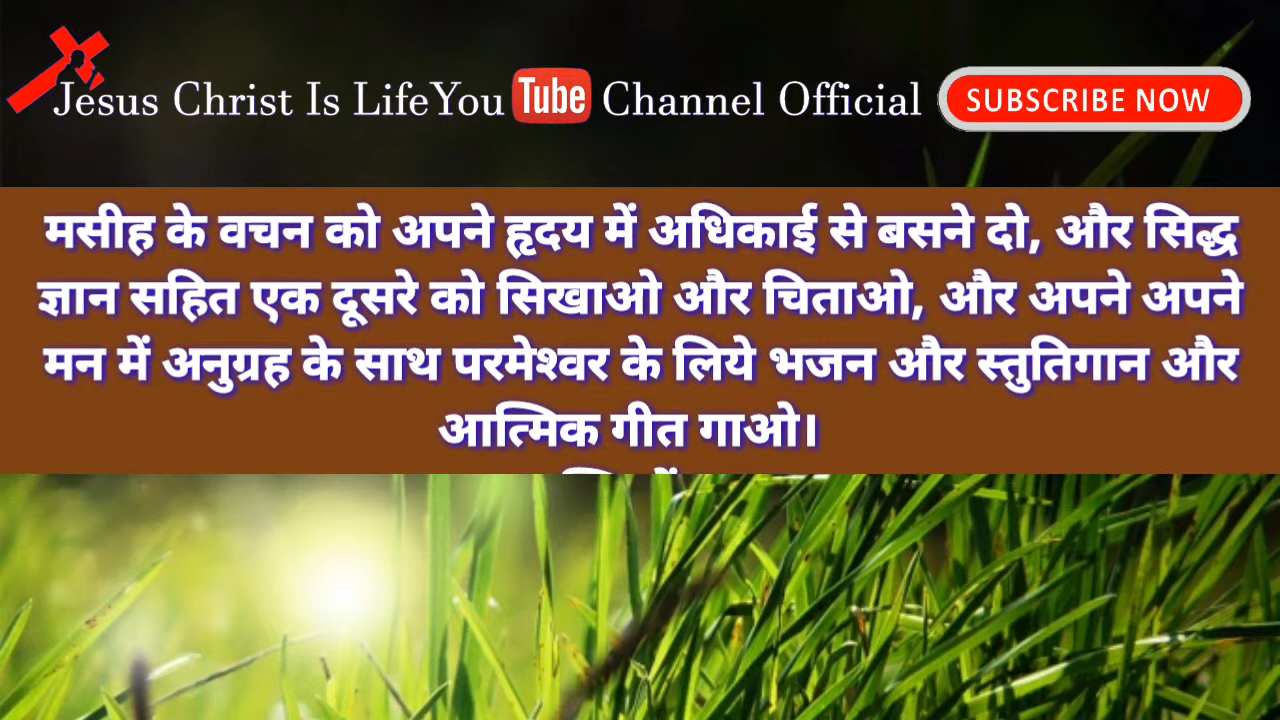 Jesus Christ Is LifeYou Tube Channel Official SUBSCRIBE NOW
मसीह के वचन को अपने हृदय में अधिकाई से बसने दो, और सिद्ध
ज्ञान सहित एक दूसरे को सिखाओ और चिताओ, और अपने अपने
मन में अनुग्रह के साथ परमेश्वर के लिये भजन और स्तुतिगान और
आत्मिक गीत गाओ।